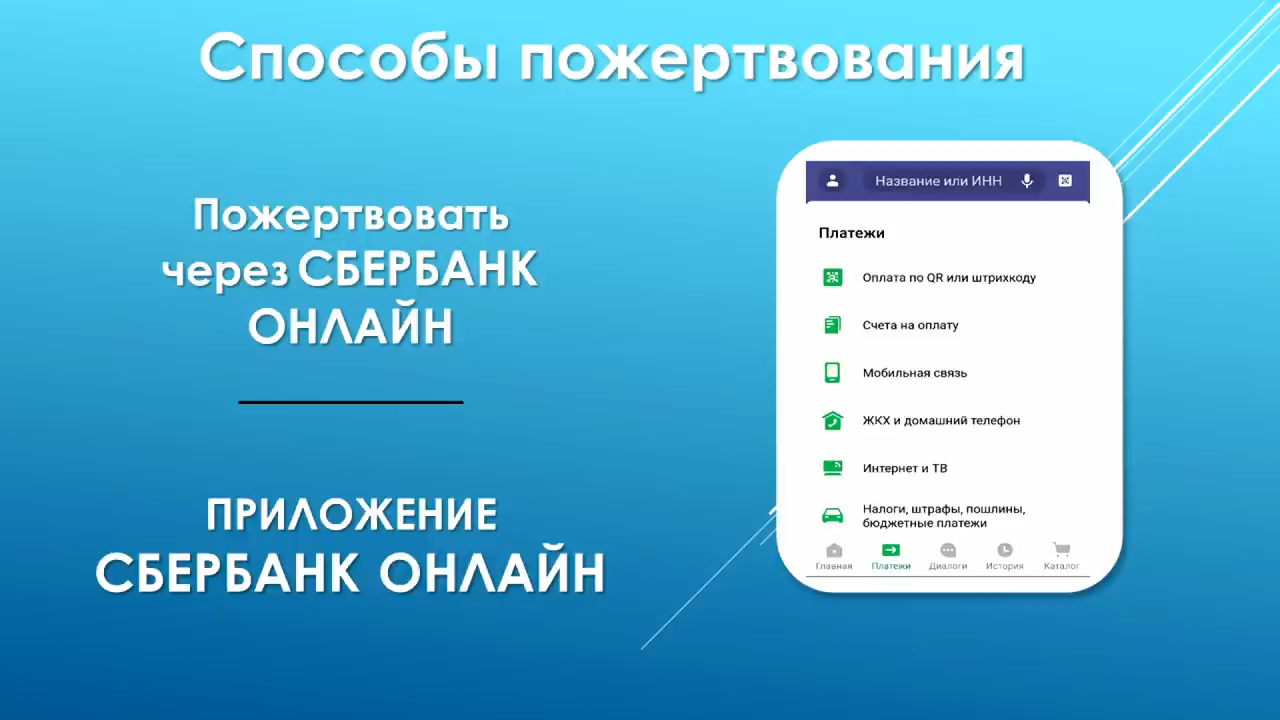 Способы пожертвования
Пожертвовать
через СБЕРБАНК
ОНЛАЙН
ПРИЛОЖЕНИЕ
СБЕРБАНК ОНЛАЙН
Название или ИНН
Платежи
Оплата по QR или штрихкоду
Счета на оплату
Мобильная связь
ЖКХ и домашний телефон
Интернет и ТВ
Налоги, штрафы, пошлины,
бюджетные платежи
Главная Платежи Диалоги История Каталог